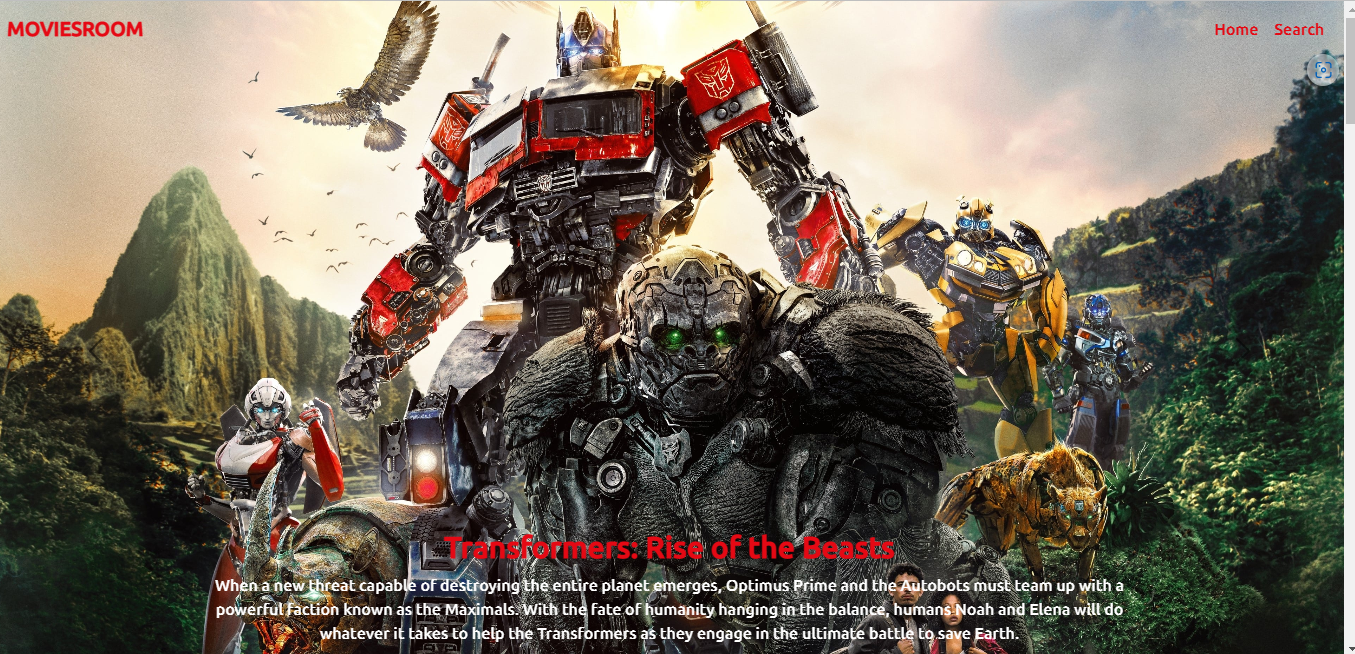 MOVIESROOM
Home Search
Transformers: Rise of the Beasts
When a new threat capable of destroying the entire planet emerges, Optimus Prime and the Autobots must team up with a
powerful faction known as the Maximals. With the fate of humanity hanging in the balance, humans Noah and Elena will do
whatever it takes to help the Transformers as they engage in the ultimate battle to save Earth.